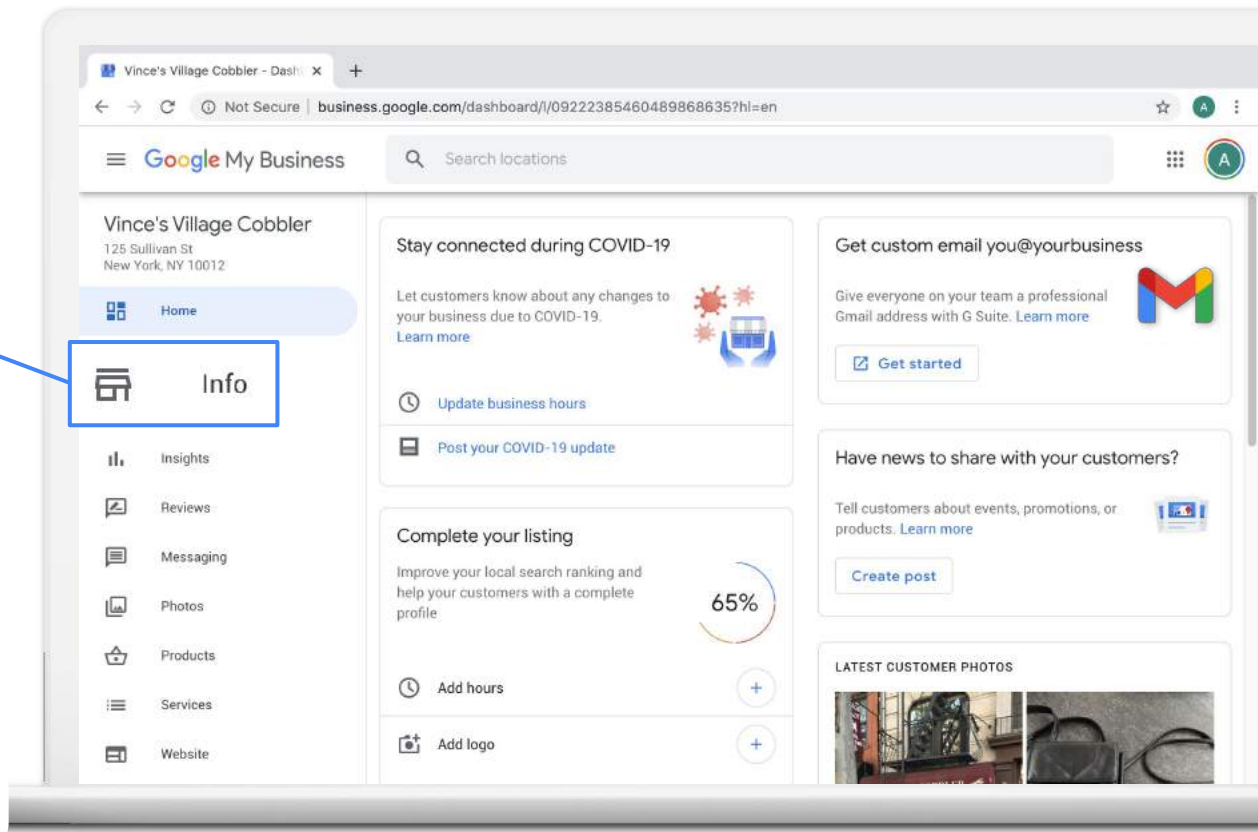 Vince's Village Cobbler - Dash
Not Secure | business.google.com/dashboard/l/09222385460489868635?hl=en
A
Google My Business
Search locations
A
Vince's Village Cobbler
125 Sullivan St
New York, NY 10012
Home
Info
Insights
Reviews
Messaging
Photos
Products
Services
Website
Stay connected during COVID-19
Let customers know about any changes to
your business due to COVID-19.
Learn more
Update business hours
Post your COVID-19 update
Complete your listing
Improve your local search ranking and
help your customers with a complete
profile
65%
Add hours
Add logo
Get custom email you@yourbusiness
Give everyone on your team a professional
Gmail address with G Suite. Learn more
Get started
Have news to share with your customers?
Tell customers about events, promotions, or
products. Learn more
Create post
LATEST CUSTOMER PHOTOS